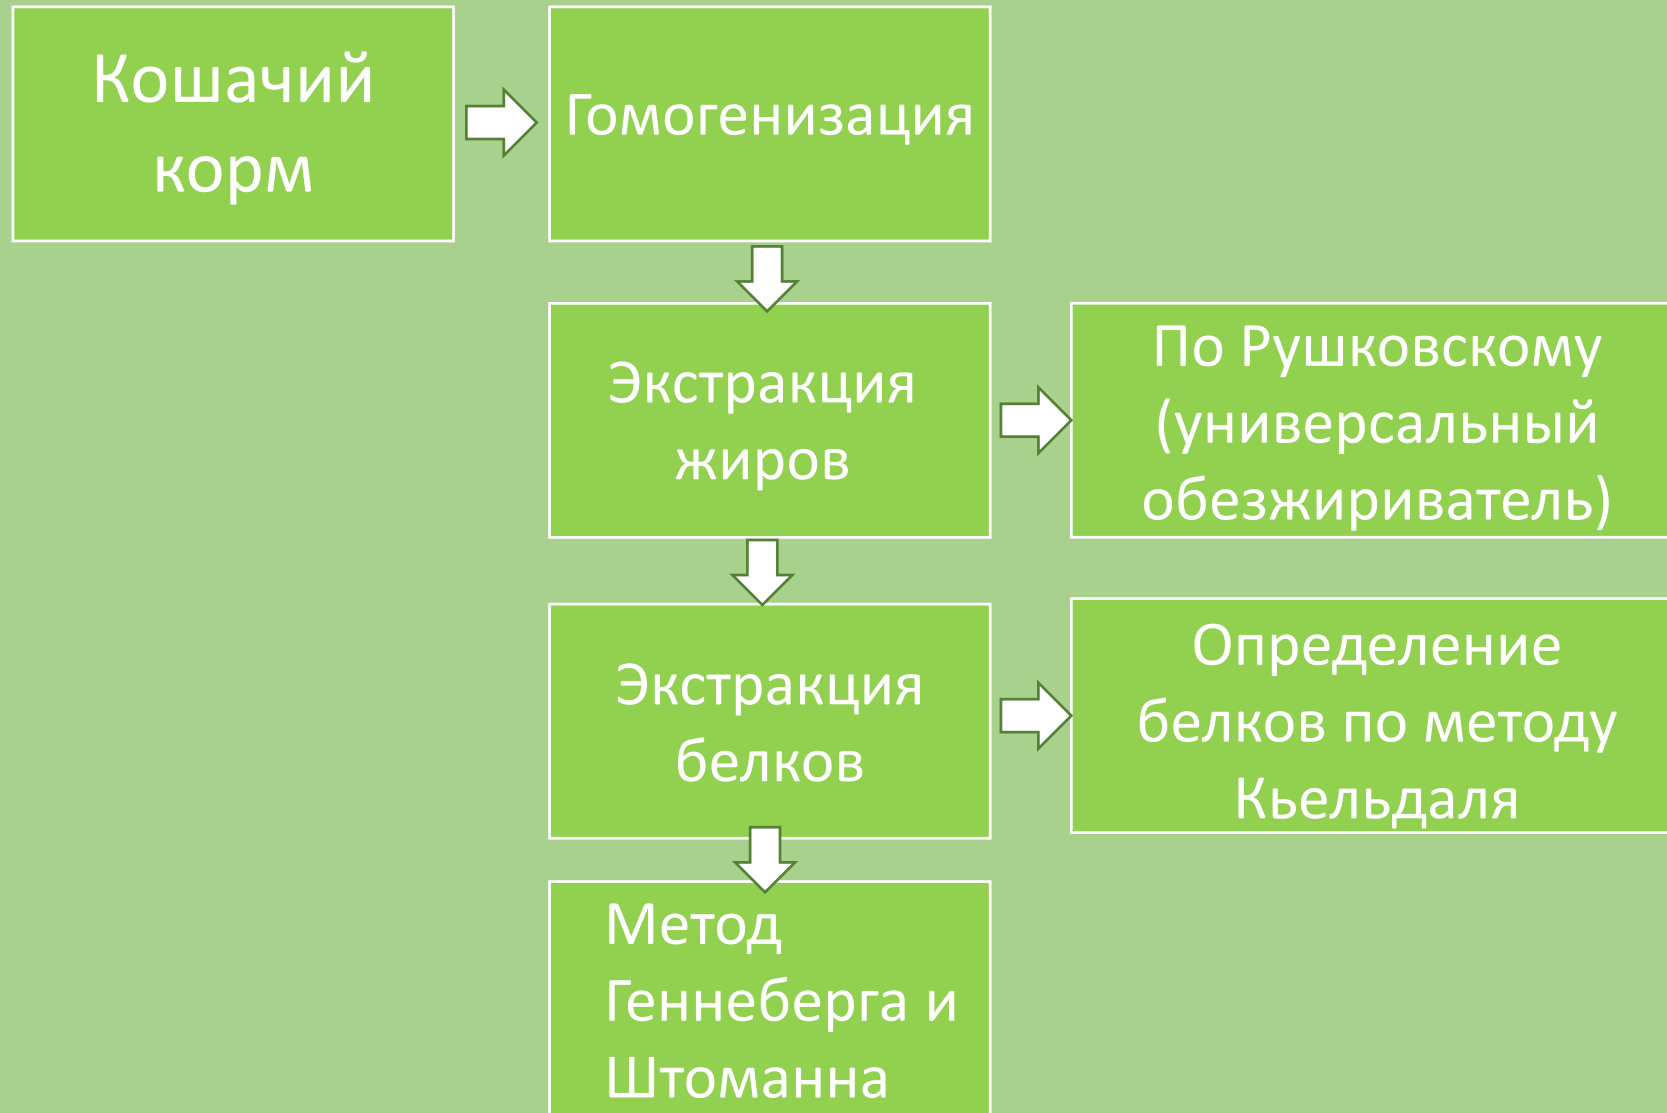 Кошачий
корм
Гомогенизация
Экстракция
жиров
По Рушковскому
(универсальный
обезжириватель)
Экстракция
белков
Определение
белков по методу
Кьельдаля
Метод
Геннеберга и
Штоманна